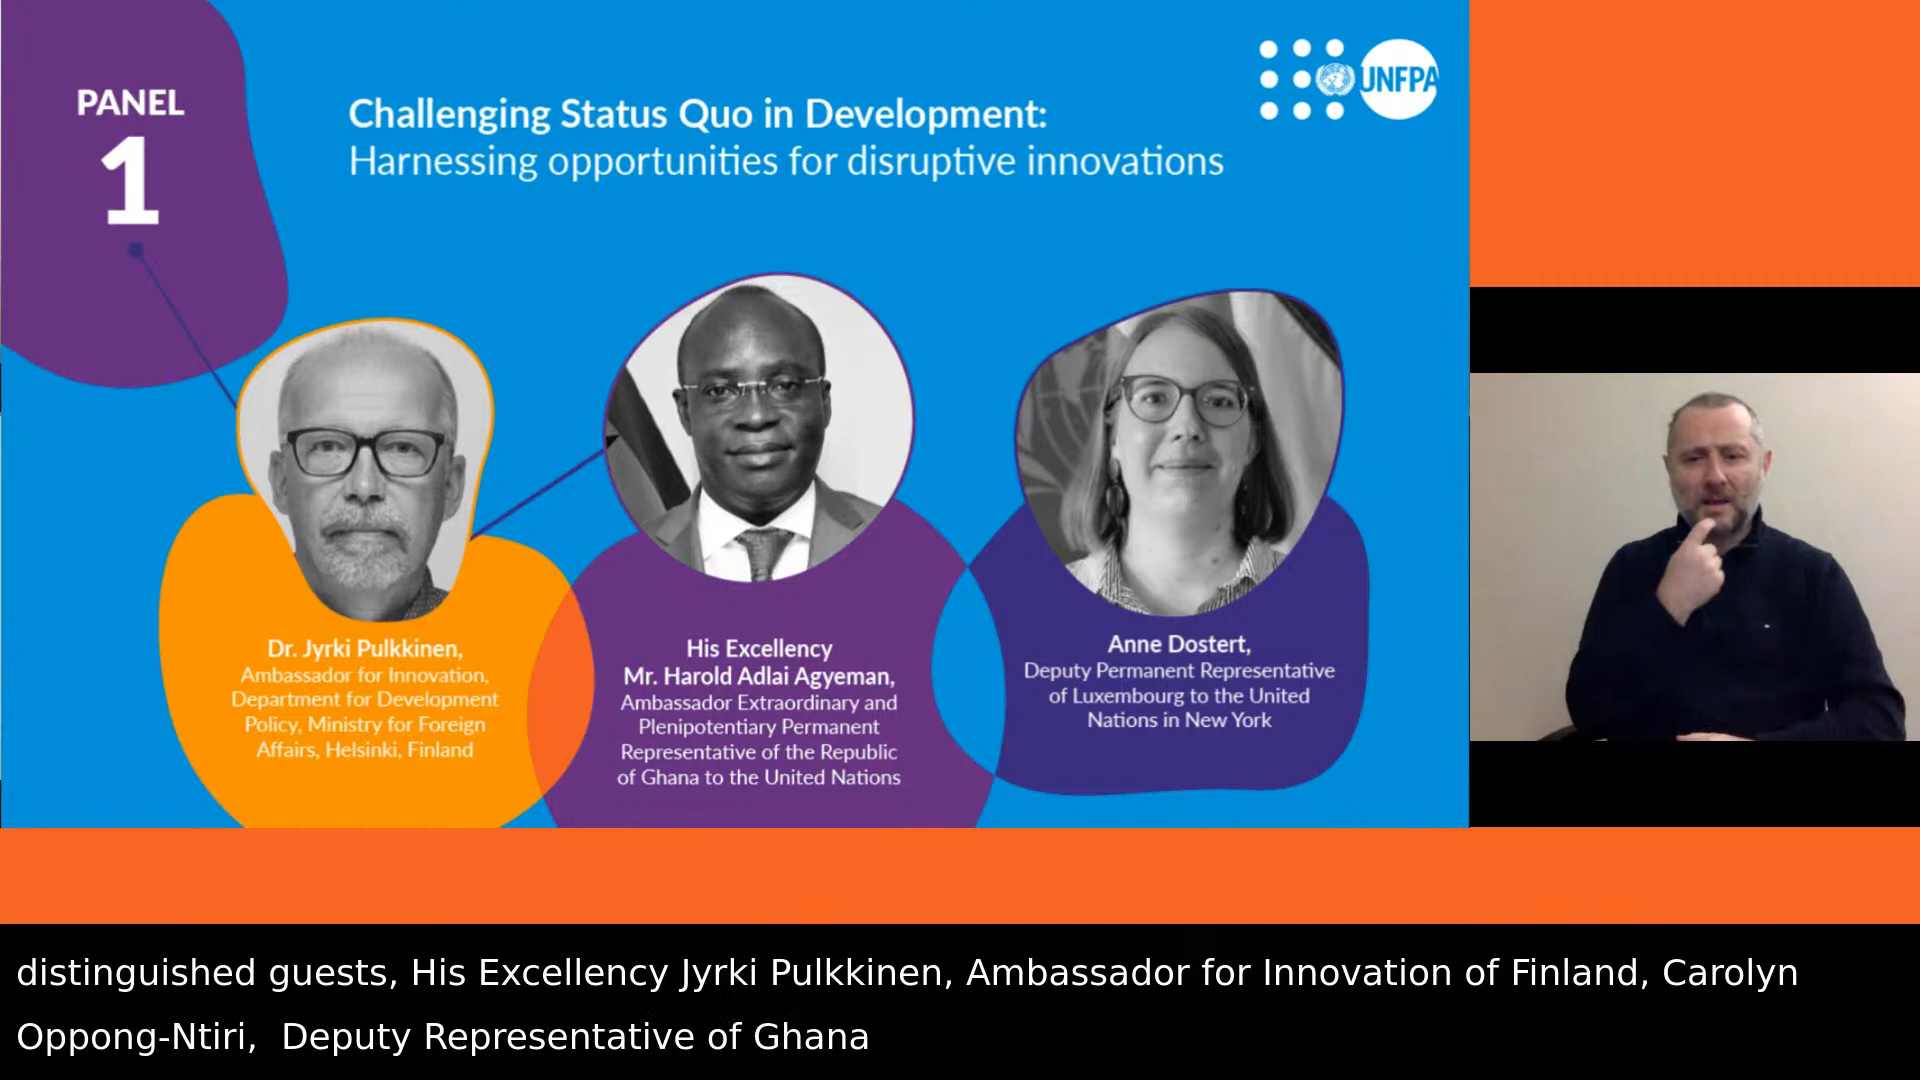 PANEL
1
Challenging Status Quo in Development:
Harnessing opportunities for disruptive innovations
UNFPA
Dr. Jyrki Pulkkinen,
Ambassador for Innovation,
Department for Development
Policy, Ministry for Foreign
Affairs, Helsinki, Finland
His Excellency
Mr. Harold Adlai Agyeman,
Ambassador Extraordinary and
Plenipotentiary Permanent
Representative of the Republic
of Ghana to the United Nations
Anne Dostert,
Deputy Permanent Representative
of Luxembourg to the United
Nations in New York
distinguished guests, His Excellency Jyrki Pulkkinen, Ambassador for Innovation of Finland, Carolyn
Oppong-Ntiri,  Deputy Representative of Ghana